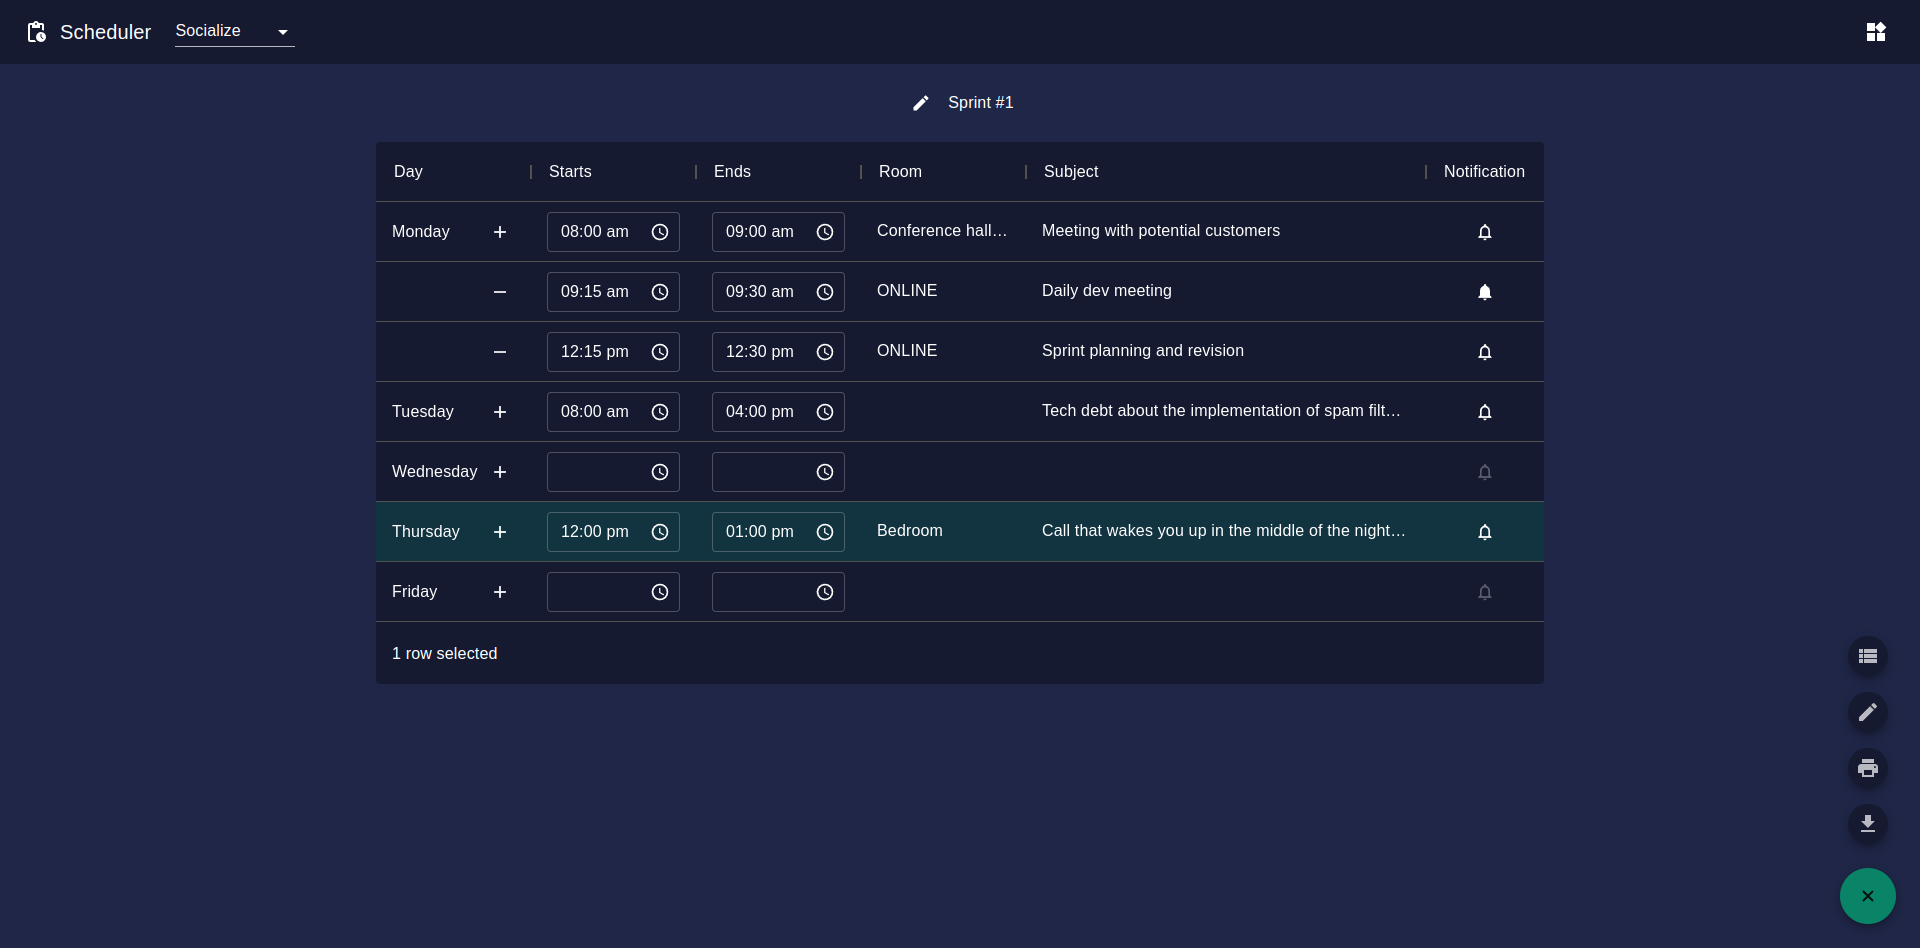 Scheduler Socialize
Sprint #1
Day Starts Ends Room Subject Notification
Monday 08:00 am 09:00 am Conference hall… Meeting with potential customers
09:15 am 09:30 am ONLINE Daily dev meeting
12:15 pm 12:30 pm ONLINE Sprint planning and revision
Tuesday 08:00 am 04:00 pm Tech debt about the implementation of spam filt…
Wednesday
Thursday 12:00 pm 01:00 pm Bedroom Call that wakes you up in the middle of the night…
Friday
1 row selected